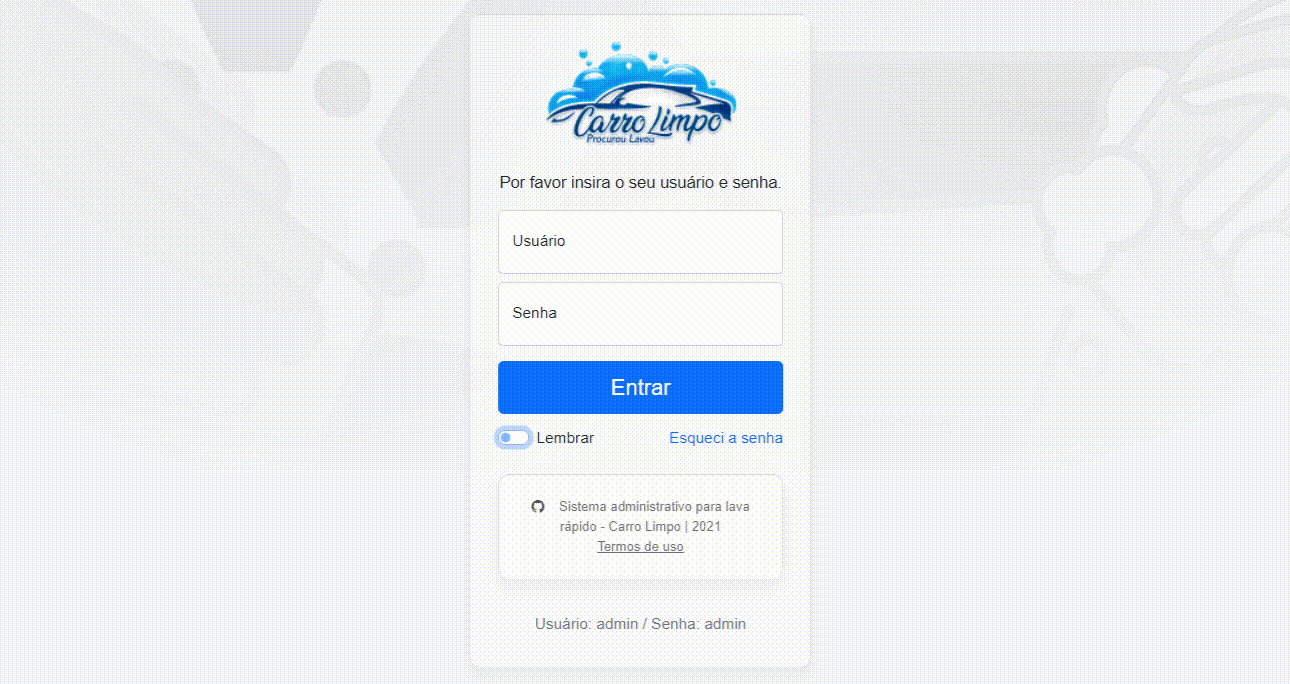 Carro Limpo
Procurou Lavou
Por favor insira o seu usuário e senha.
Usuário
Senha
Entrar
Lembrar Esqueci a senha
Sistema administrativo para lava
rápido - Carro Limpo | 2021
Termos de uso
Usuário: admin / Senha: admin